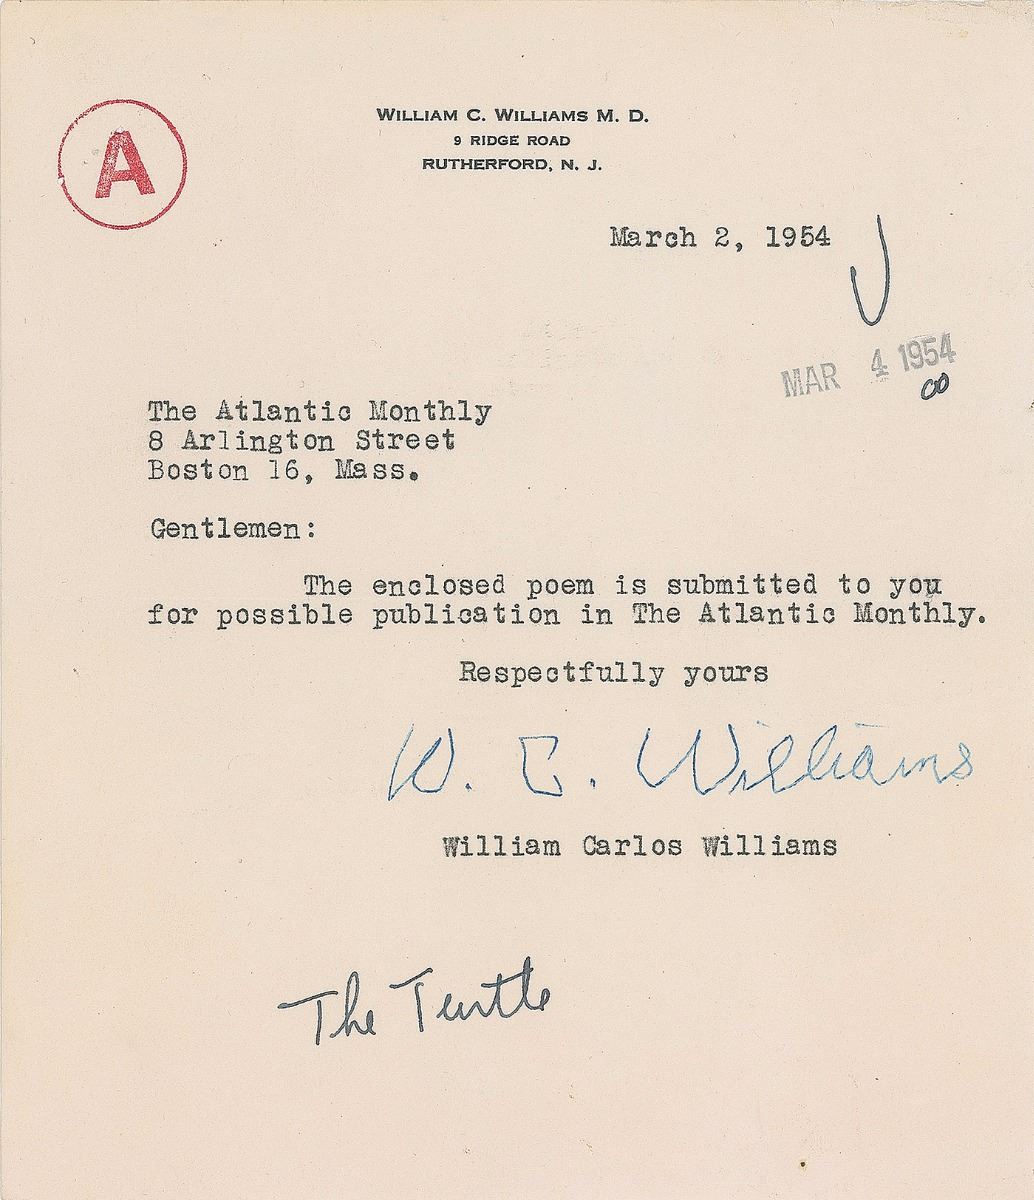 A
WILLIAM C. WILLIAMS M. D.
9 RIDGE ROAD
RUTHERFORD, N. J.
March 2, 1954
J
MAR 4 1954
The Atlantic Monthly
8 Arlington Street
Boston 16, Mass.
Gentlemen:
The enclosed poem is submitted to you
for possible publication in The Atlantic Monthly.
Respectfully yours
W. C. Williams
William Carlos Williams
The Turtle